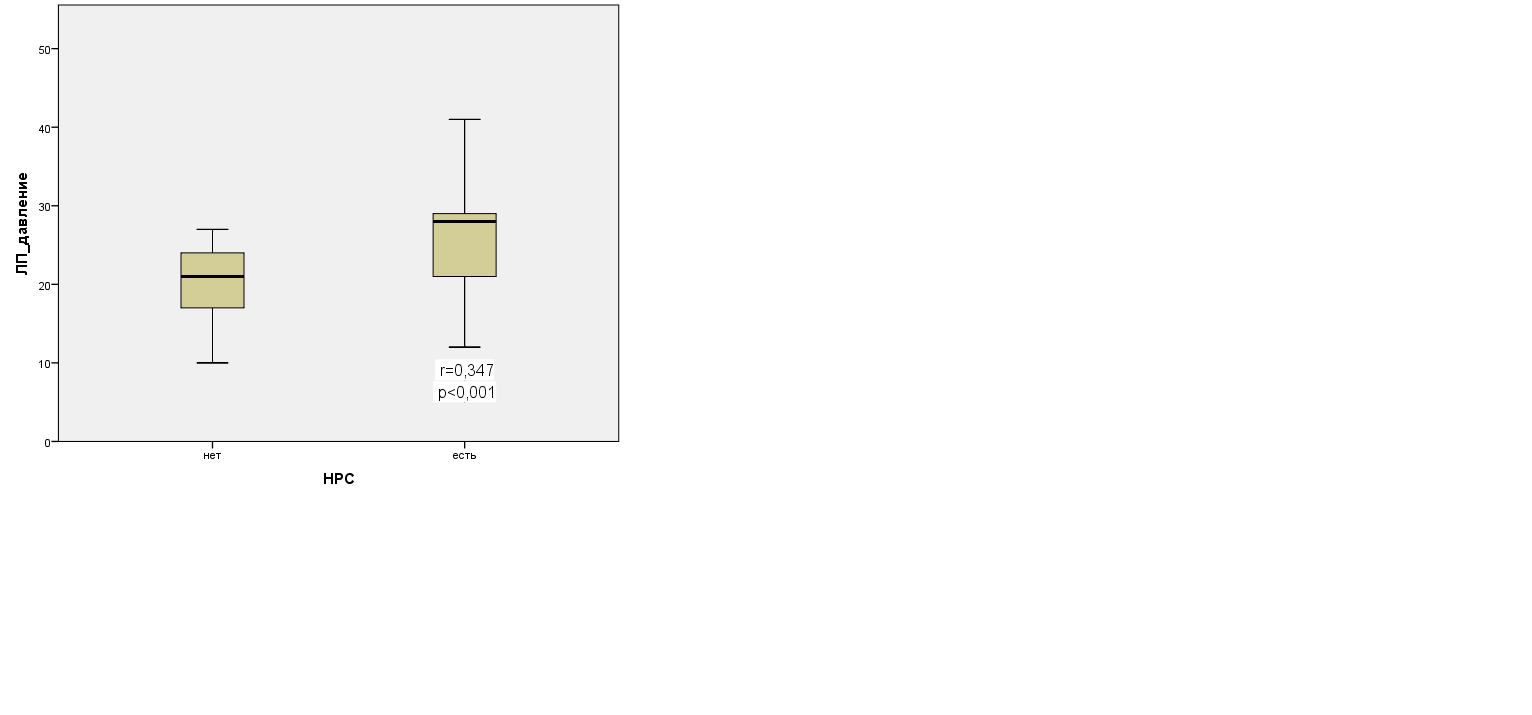 50
40
30
20
10
0
ЛП_давление
r=0,347
p<0,001
нет
есть
НРС